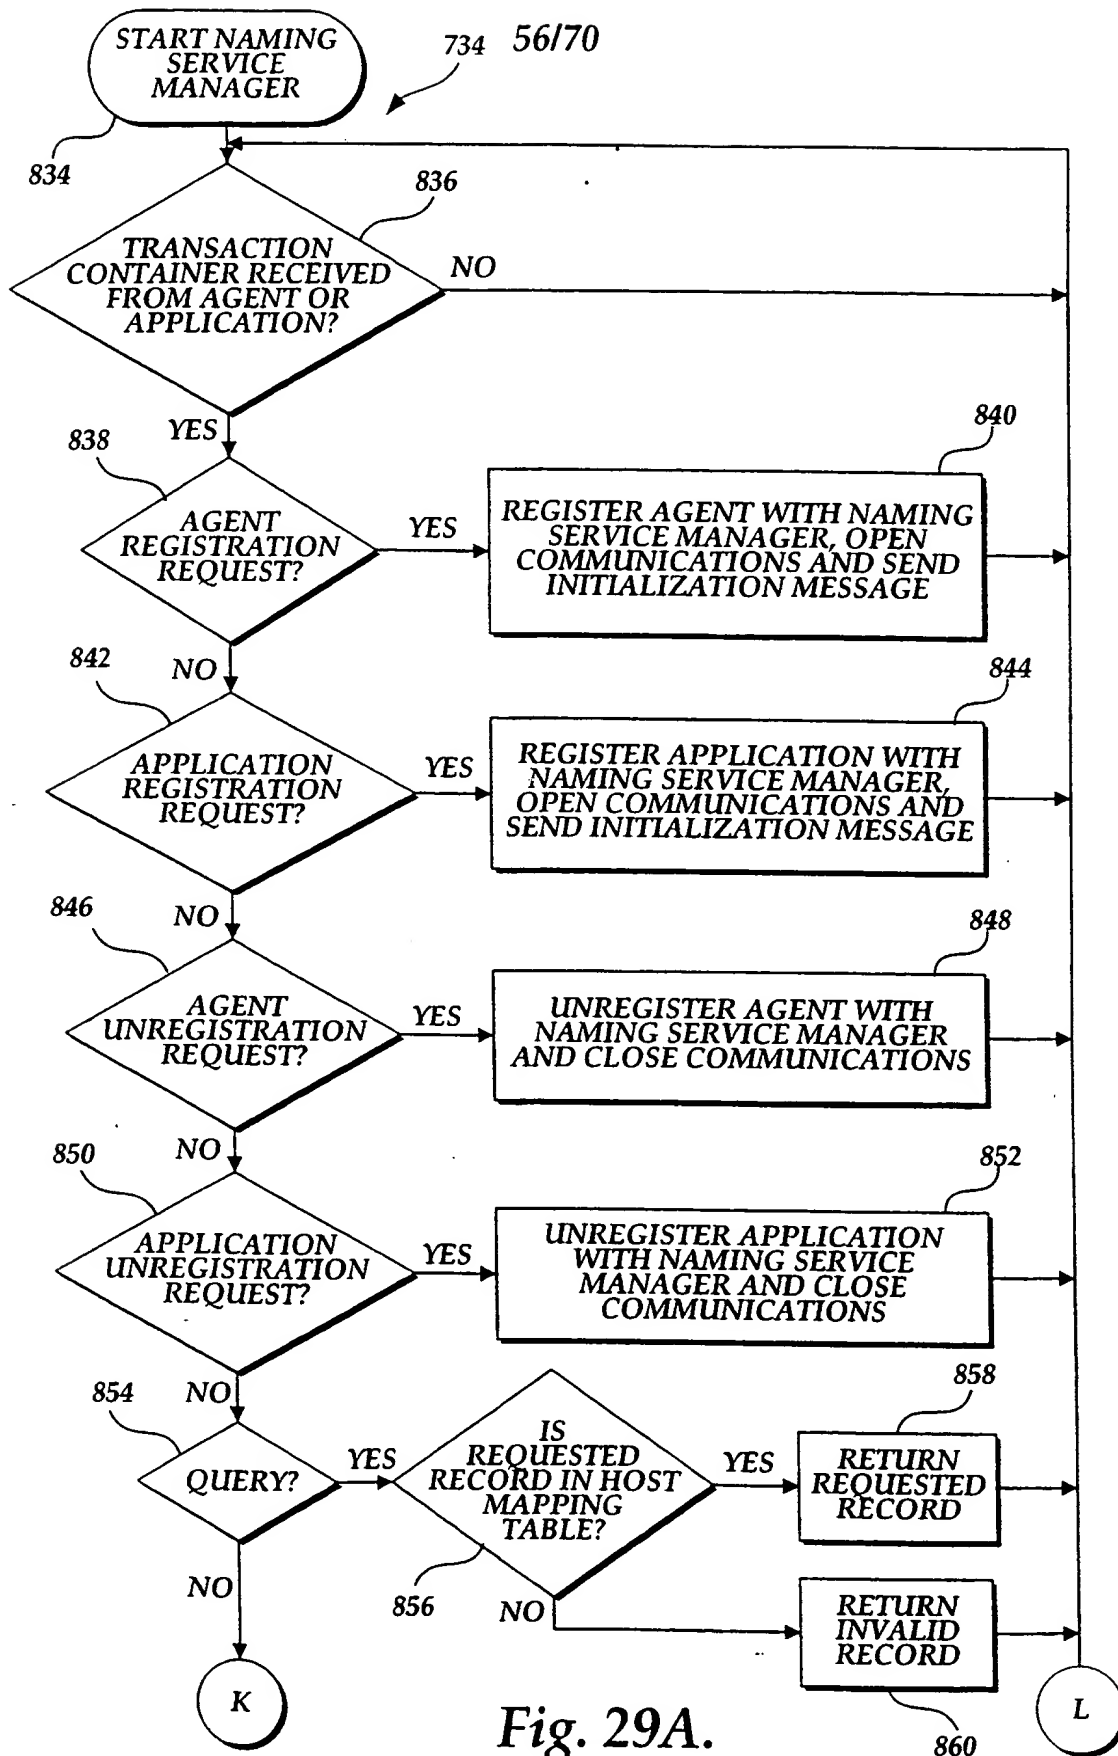 START NAMING
SERVICE
MANAGER
734 56/70
834
836
TRANSACTION
CONTAINER RECEIVED
FROM AGENT OR
APPLICATION?
NO
YES
838
AGENT
REGISTRATION
REQUEST?
YES
840
REGISTER AGENT WITH NAMING
SERVICE MANAGER, OPEN
COMMUNICATIONS AND SEND
INITIALIZATION MESSAGE
NO
842
APPLICATION
REGISTRATION
REQUEST?
YES
844
REGISTER APPLICATION WITH
NAMING SERVICE MANAGER,
OPEN COMMUNICATIONS AND
SEND INITIALIZATION MESSAGE
NO
846
AGENT
UNREGISTRATION
REQUEST?
YES
848
UNREGISTER AGENT WITH
NAMING SERVICE MANAGER
AND CLOSE COMMUNICATIONS
NO
850
APPLICATION
UNREGISTRATION
REQUEST?
YES
852
UNREGISTER APPLICATION
WITH NAMING SERVICE
MANAGER AND CLOSE
COMMUNICATIONS
NO
854
QUERY?
YES
IS
REQUESTED
RECORD IN HOST
MAPPING
TABLE?
856
YES
858
RETURN
REQUESTED
RECORD
NO
NO
RETURN
INVALID
RECORD
860
K
L
Fig. 29A.